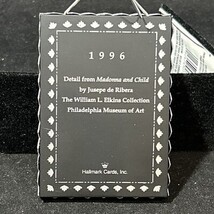 1996
Detail from Madonna and Child
by Jusepe de Ribera
The William L. Elkins Collection
Philadelphia Museum of Art
Hallmark Cards, Inc.